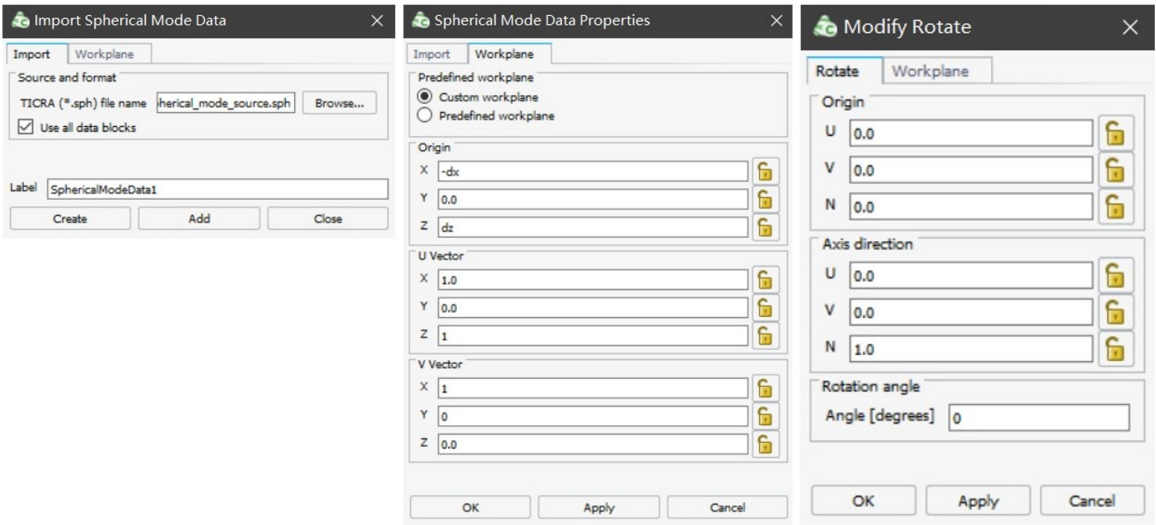 Import Spherical Mode Data
Import Workplane
Source and format
TICRA (*.sph) file name herical_mode_source.sph Browse...
Use all data blocks
Label SphericalModeData1
Create Add Close
Spherical Mode Data Properties
Import Workplane
Predefined workplane
Custom workplane
Predefined workplane
Origin
X -dx
Y 0.0
Z dz
U Vector
X 1.0
Y 0.0
Z 1
V Vector
X 1
Y 0
Z 0.0
OK Apply Cancel
Modify Rotate
Rotate Workplane
Origin
U 0.0
V 0.0
N 0.0
Axis direction
U 0.0
V 0.0
N 1.0
Rotation angle
Angle [degrees] 0
OK Apply Cancel